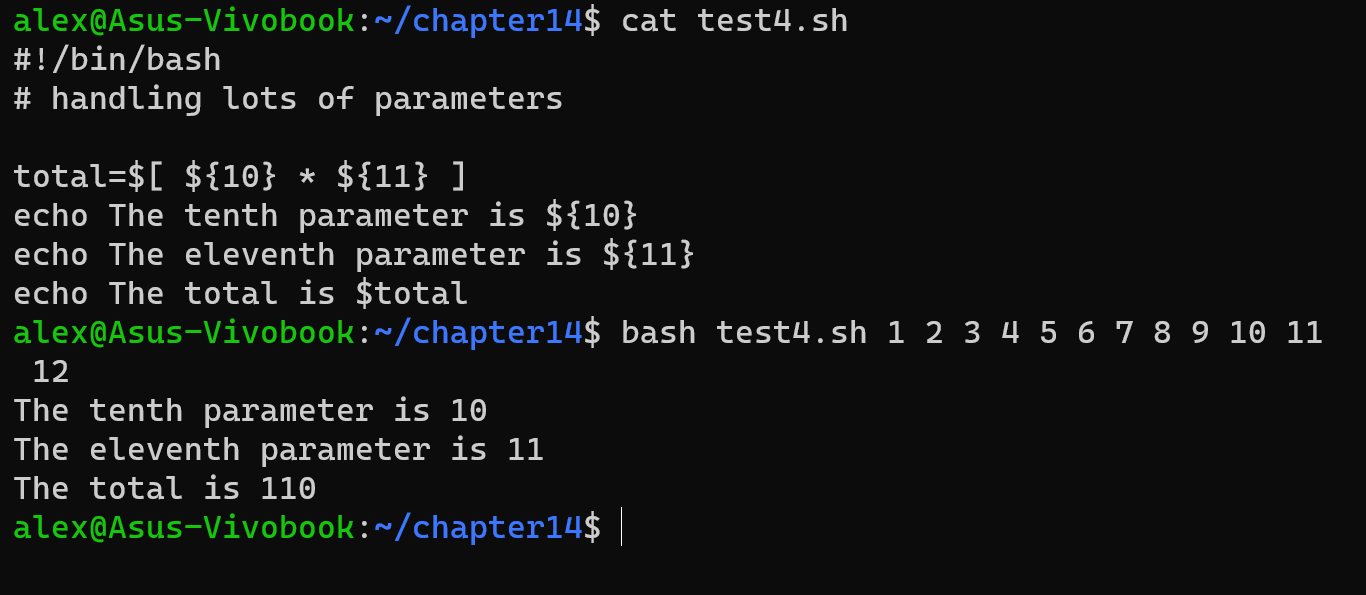 alex@Asus-Vivobook:~/chapter14$ cat test4.sh
#!/bin/bash
# handling lots of parameters

total=$[ ${10} * ${11} ]
echo The tenth parameter is ${10}
echo The eleventh parameter is ${11}
echo The total is $total
alex@Asus-Vivobook:~/chapter14$ bash test4.sh 1 2 3 4 5 6 7 8 9 10 11
 12
The tenth parameter is 10
The eleventh parameter is 11
The total is 110
alex@Asus-Vivobook:~/chapter14$